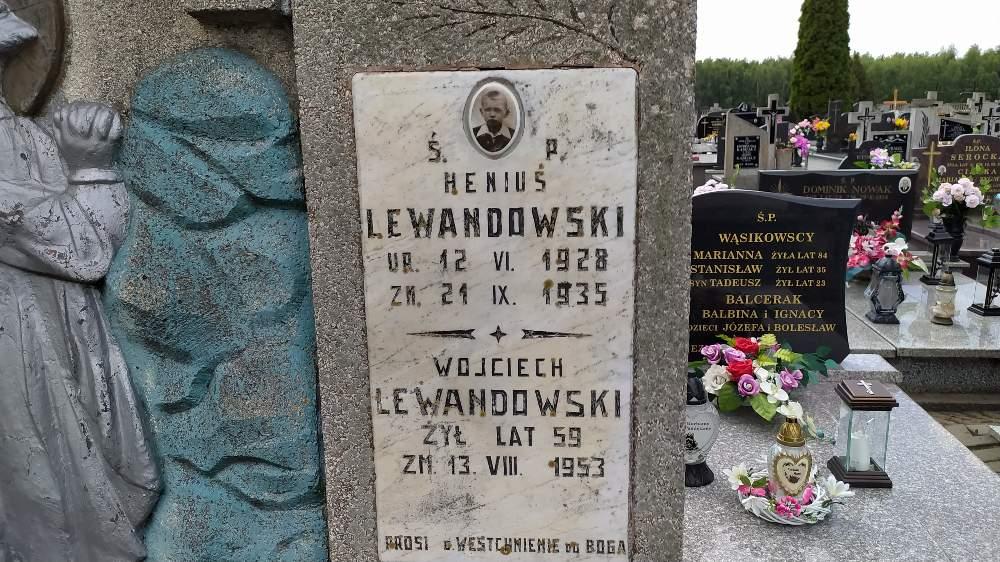 Ś. P.
HENIUŚ
LEWANDOWSKI
UR. 12 VI. 1928
ZM. 21 IX. 1935
WOJCIECH
LEWANDOWSKI
ŻYŁ LAT 59
ZM. 13. VIII. 1953
PROSI O WESTCHNIENIE DO BOGA
Ś.P.
WĄSIKOWSCY
MARIANNA ŻYŁA LAT 84
STANISŁAW ŻYŁ LAT 35
SYN TADEUSZ ŻYŁ LAT 23
BALCERAK
BALBINA i IGNACY
DZIECI JÓZEFA i BOLESŁAW
DOMINIK NOWAK
ILONA
SEROCKA